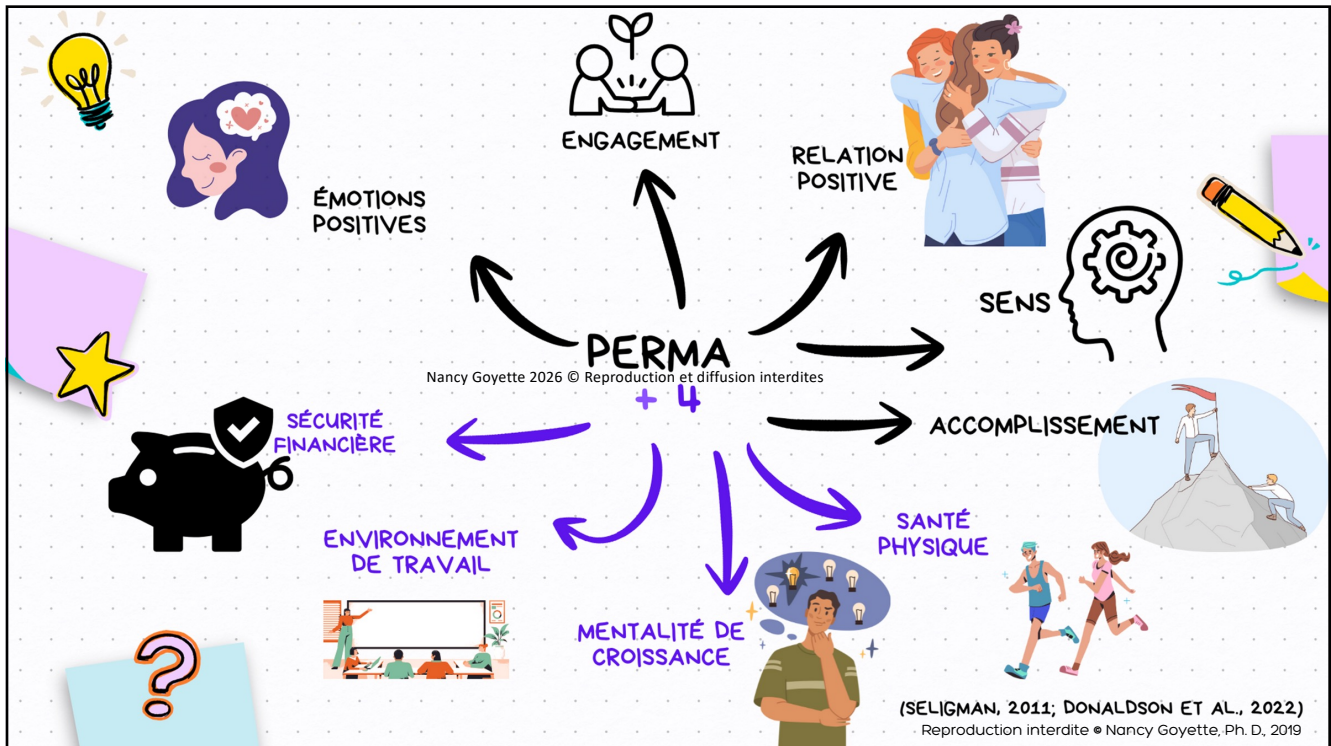 ENGAGEMENT
RELATION
POSITIVE
ÉMOTIONS
POSITIVES
SENS
PERMA
Nancy Goyette 2026 © Reproduction et diffusion interdites
+ 4
SÉCURITÉ
FINANCIÈRE
ACCOMPLISSEMENT
ENVIRONNEMENT
DE TRAVAIL
SANTÉ
PHYSIQUE
MENTALITÉ DE
CROISSANCE
(SELIGMAN, 2011; DONALDSON ET AL., 2022)
Reproduction interdite © Nancy Goyette, Ph. D., 2019